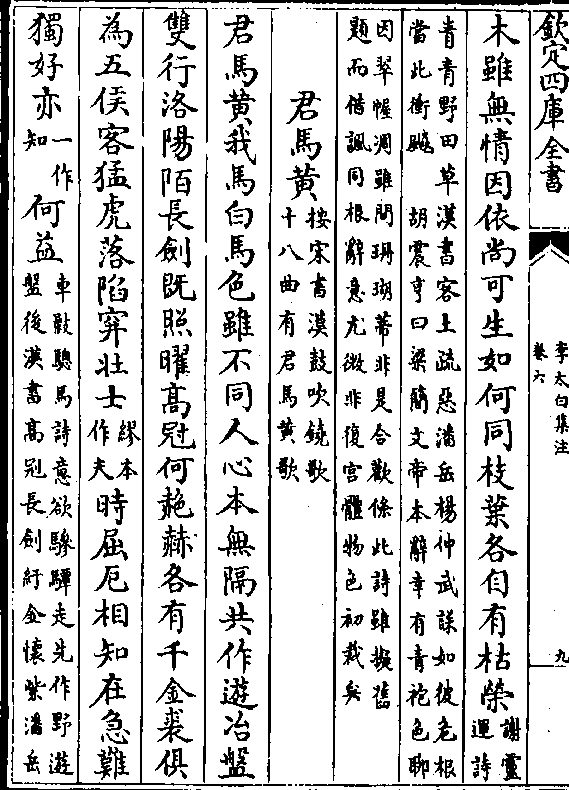 欽定四庫全書
李太白集注
卷六
九
木雖無情因依尚可生如何同枝葉各自有枯榮謝靈運詩
青青野田草漢書客土疏惡潘岳楊仲武誄如彼危根
當此衝飈 胡震亨曰梁簡文帝本辭章有青袍色聊
因翠幄凋雖間珊瑚蒂非是合歡條此詩雖擬舊
題而借諷同根辭意尤微非復宮體物色初裁矣
君馬黃按宋書漢鼓吹鐃歌十八曲有君馬黃歌
君馬黃我馬白馬色雖不同人心本無隔共作遊冶盤
雙行洛陽陌長劍既照曜高冠何赩赫各有千金裘俱
為五侯客猛虎落陷穽壯士繆本作夫時屈厄相知在急難
獨好亦一作知何益車㪇驄馬詩意欲驂驔走先作野遊
盤後漢書高冠長劍紆金懷紫潘岳